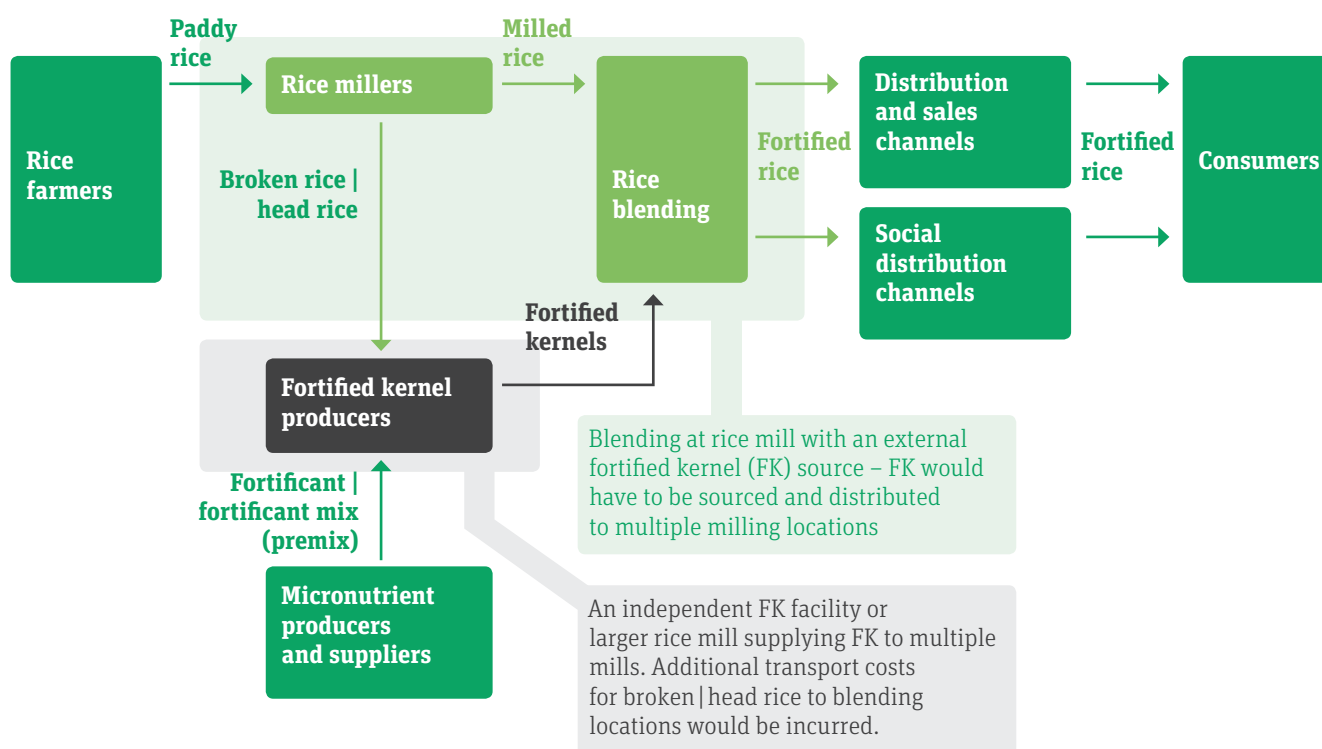 Paddy
rice
Milled
rice
Rice
farmers
Rice millers
Rice
blending
Distribution
and sales
channels
Consumers
Broken rice |
head rice
Fortified
rice
Fortified
rice
Social
distribution
channels
Fortified
kernels
Fortified kernel
producers
Fortificant |
fortificant mix
(premix)
Micronutrient
producers
and suppliers
Blending at rice mill with an external
fortified kernel (FK) source – FK would
have to be sourced and distributed
to multiple milling locations
An independent FK facility or
larger rice mill supplying FK to multiple
mills. Additional transport costs
for broken | head rice to blending
locations would be incurred.